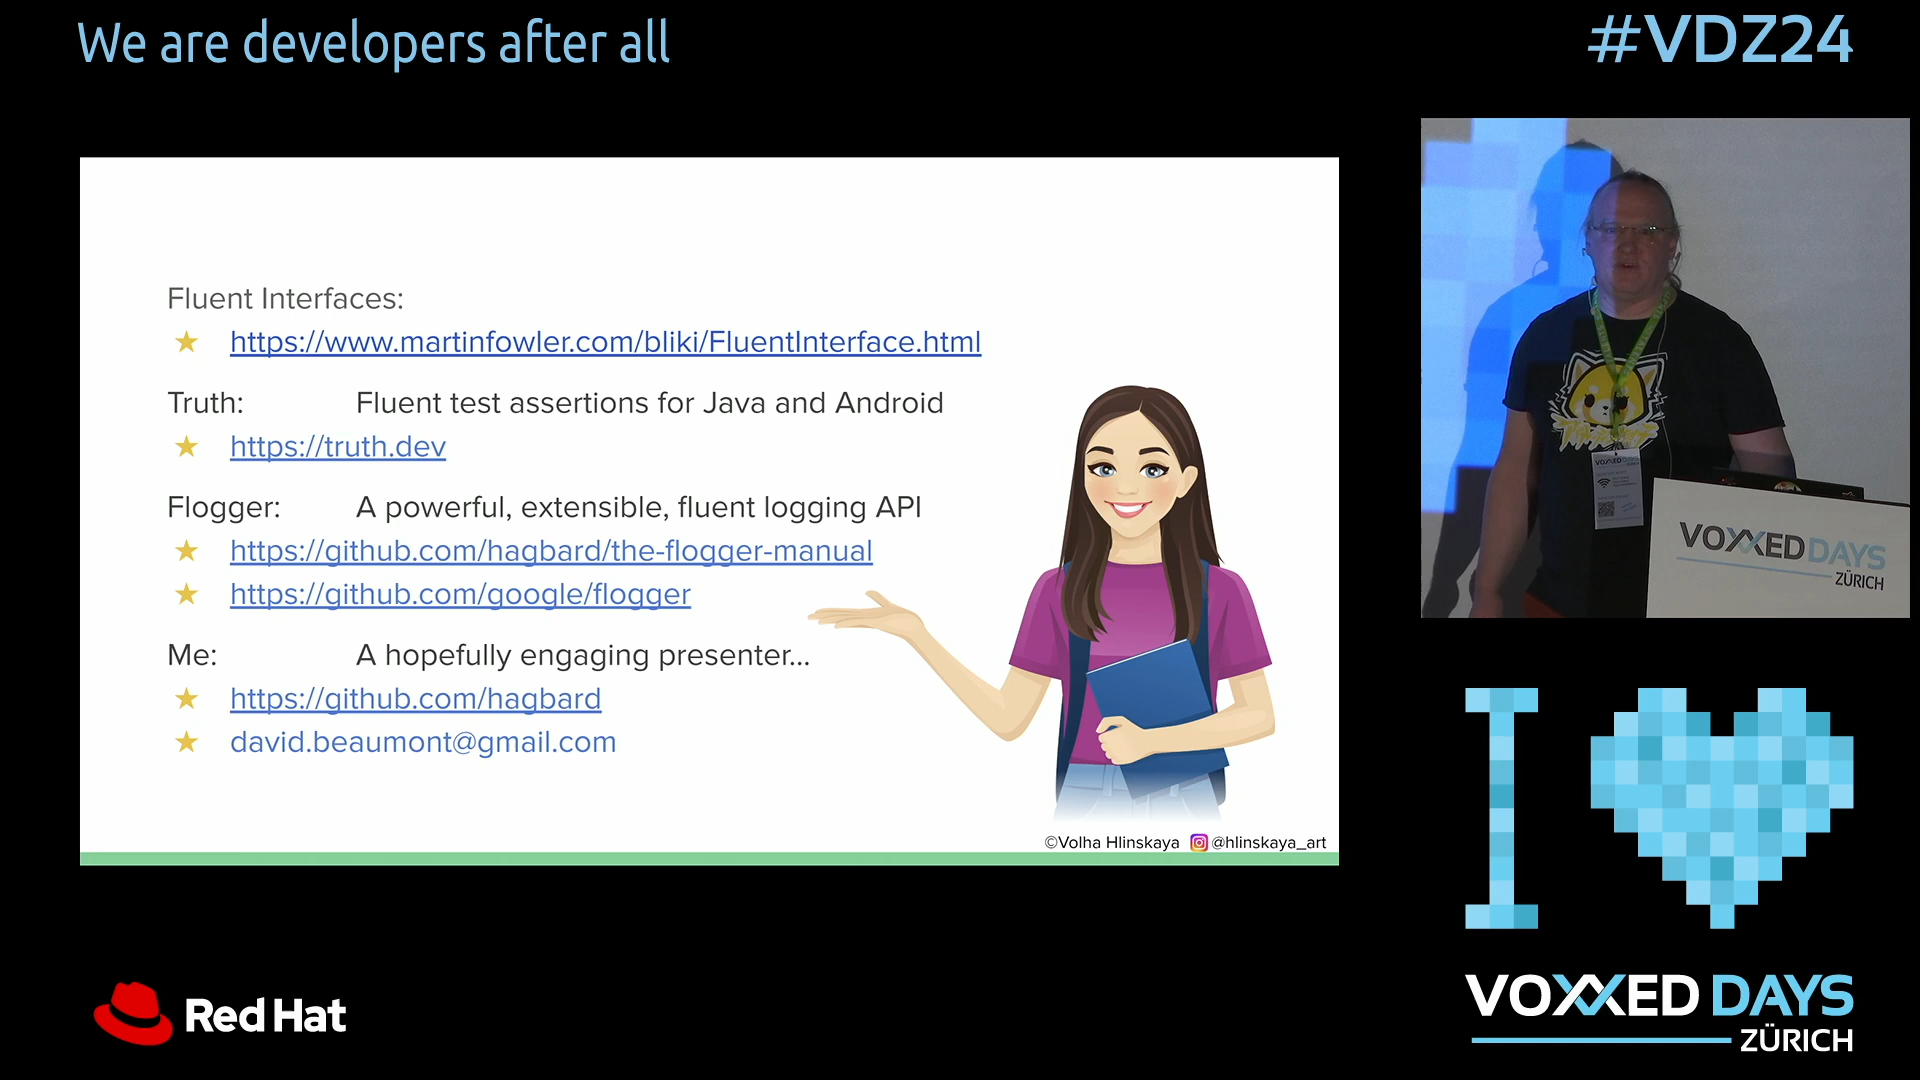 We are developers after all
#VDZ24
Fluent Interfaces:
★ https://www.martinfowler.com/bliki/FluentInterface.html
Truth: Fluent test assertions for Java and Android
★ https://truth.dev
Flogger: A powerful, extensible, fluent logging API
★ https://github.com/hagbard/the-flogger-manual
★ https://github.com/google/flogger
Me: A hopefully engaging presenter...
★ https://github.com/hagbard
★ david.beaumont@gmail.com
©Volha Hlinskaya @hlinskaya_art
VOXXED DAYS
ZÜRICH
VOXXED DAYS
ZÜRICH
I
Red Hat
VOXXED DAYS
ZÜRICH